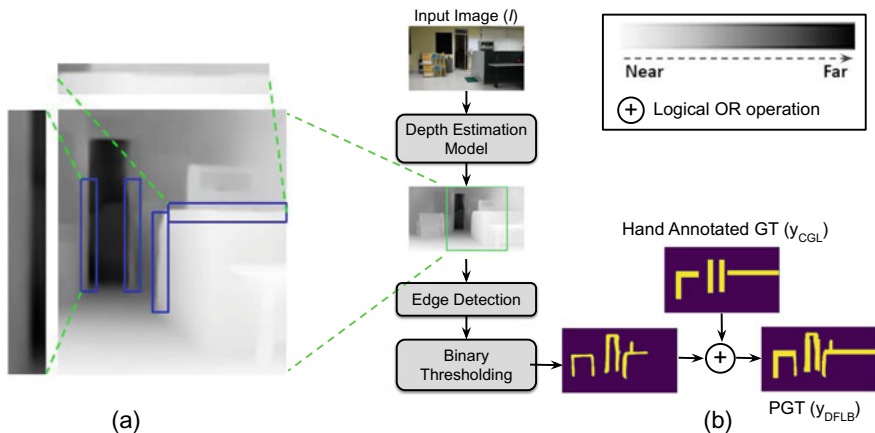 Input Image (I)
Near
Far
Logical OR operation
Depth Estimation
Model
Hand Annotated GT (yCGL)
Edge Detection
Binary
Thresholding
PGT (yDFLB)
(a)
(b)